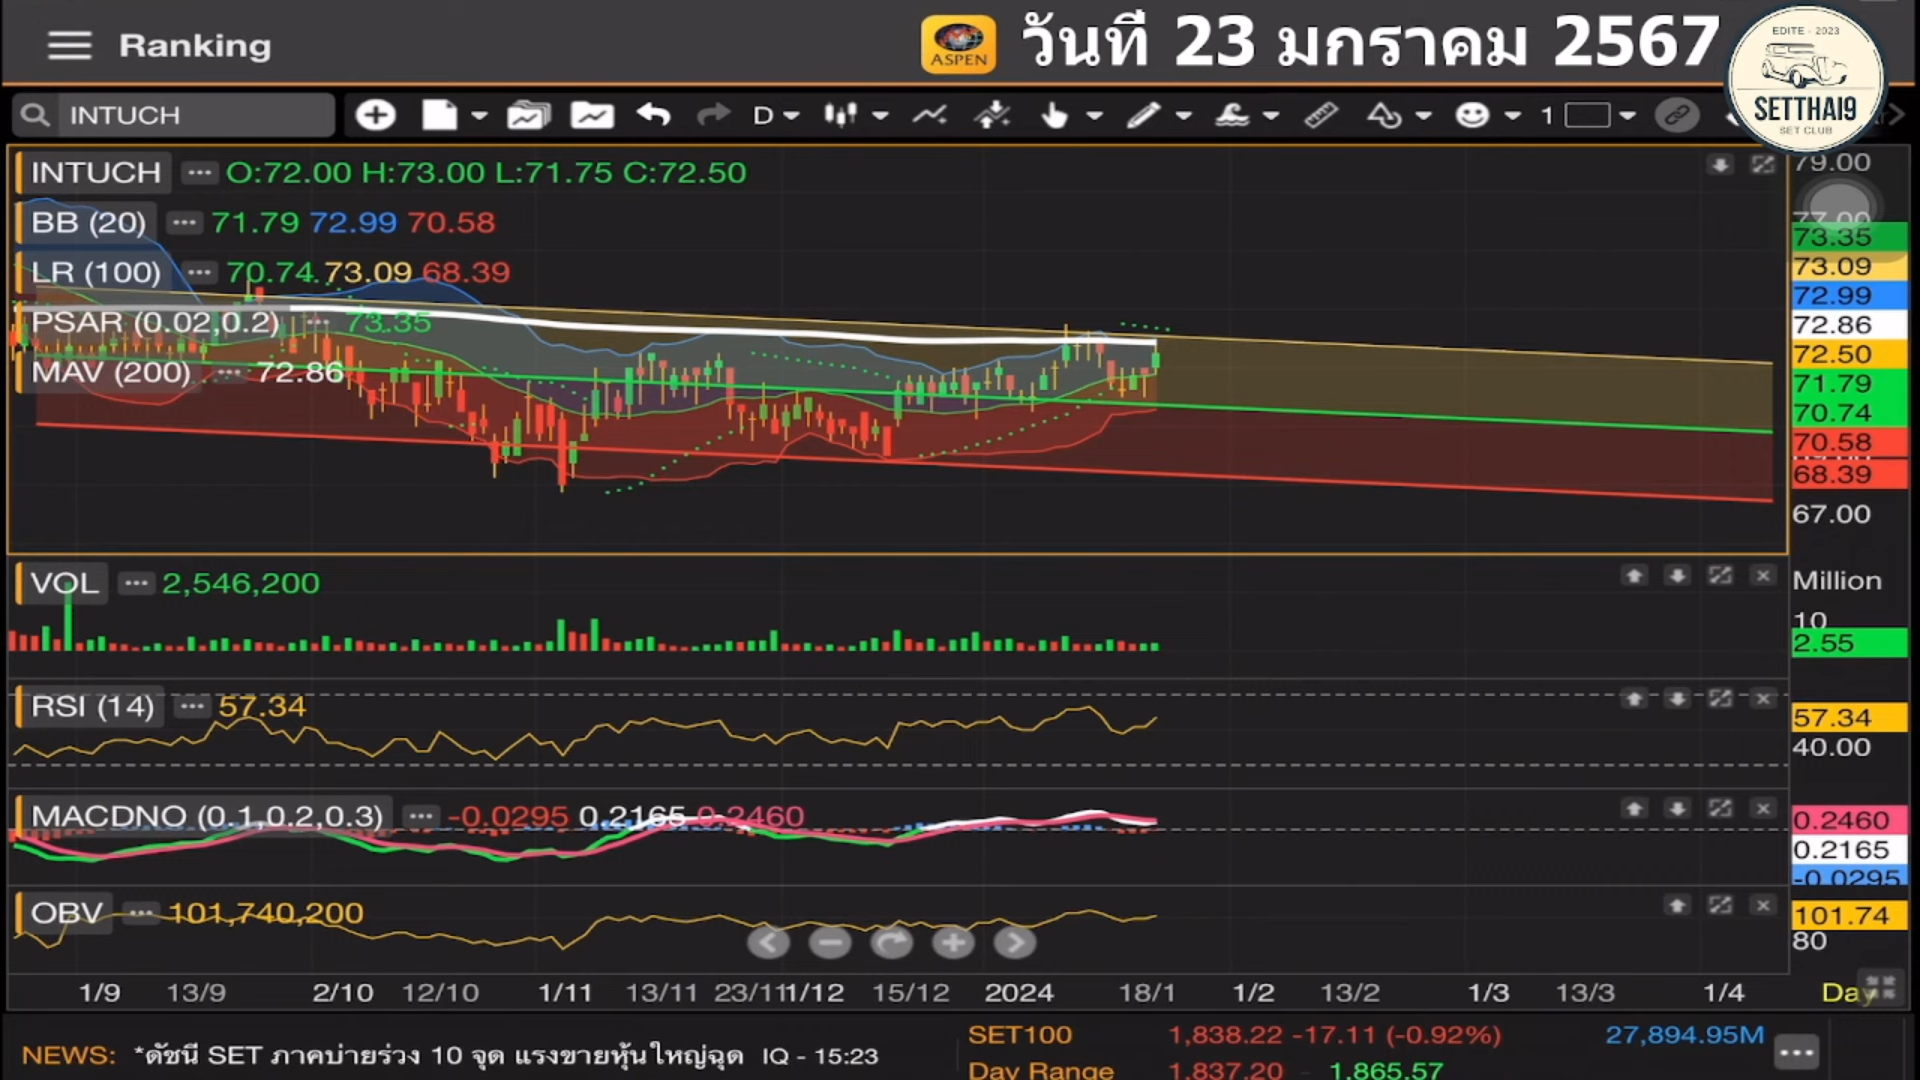 Ranking
ASPEN
วันที่ 23 มกราคม 2567
EDITE - 2023
SETTHAI9
SET CLUB
INTUCH
D
1
INTUCH ... O:72.00 H:73.00 L:71.75 C:72.50
BB (20) ... 71.79 72.99 70.58
LR (100) ... 70.74 73.09 68.39
PSAR (0.02,0.2) ... 73.35
MAV (200) ... 72.86
79.00
77.00
73.35
73.09
72.99
72.86
72.50
71.79
70.74
70.58
68.39
67.00
VOL ... 2,546,200
Million
10
2.55
RSI (14) ... 57.34
57.34
40.00
MACDNO (0.1,0.2,0.3) ... -0.0295 0.2165 0.2460
0.2460
0.2165
-0.0295
OBV ... 101,740,200
101.74
80
1/9 13/9 2/10 12/10 1/11 13/11 23/11 1/12 15/12 2024 18/1 1/2 13/2 1/3 13/3 1/4 Day
NEWS: *ดัชนี SET ภาคบ่ายร่วง 10 จุด แรงขายหุ้นใหญ่ฉุด IQ - 15:23
SET100 1,838.22 -17.11 (-0.92%) 27,894.95M
Day Range 1,837.20 - 1,865.57